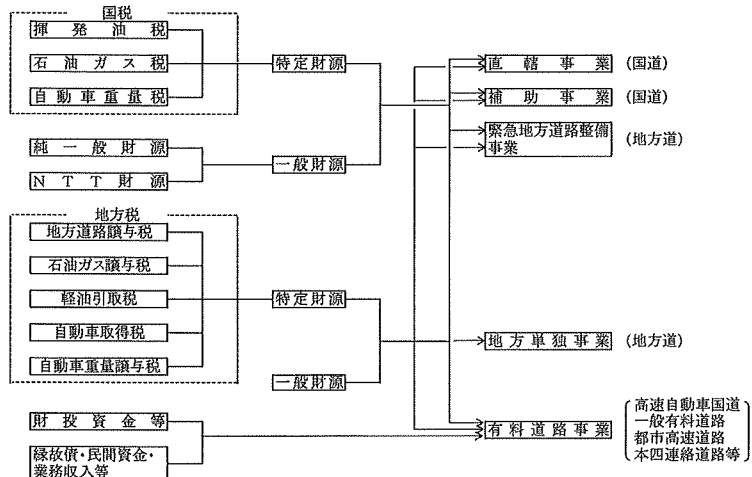 国税
揮発油税
石油ガス税
自動車重量税
特定財源
純一般財源
NTT財源
一般財源
地方税
地方道路譲与税
石油ガス譲与税
軽油引取税
自動車取得税
自動車重量譲与税
特定財源
一般財源
財投資金等
縁故債・民間資金・
業務収入等
直轄事業 (国道)
補助事業 (国道)
緊急地方道路整備
事業 (地方道)
地方単独事業 (地方道)
有料道路事業
高速自動車国道
一般有料道路
都市高速道路
本四連絡道路等